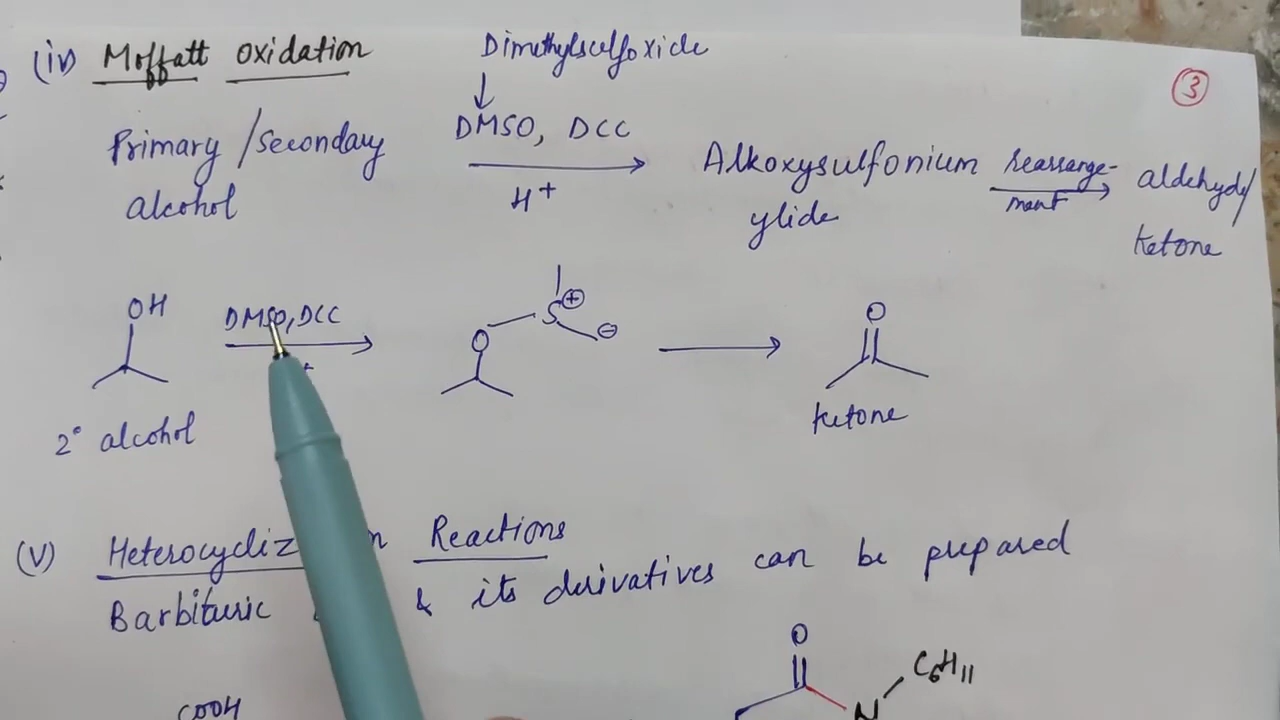 (iv) Moffatt oxidation
Dimethylsulfoxide
3
Primary/Secondary alcohol
DMSO, DCC
H+
Alkoxysulfonium ylide
rearrange-
ment
aldehyde/
ketone
OH
DMSO, DCC
+
O
S
⊕
⊖
O
2° alcohol
ketone
(V) Heterocycliz n Reactions
Barbituric & its derivatives can be prepared
O
C6H11
N
COOH